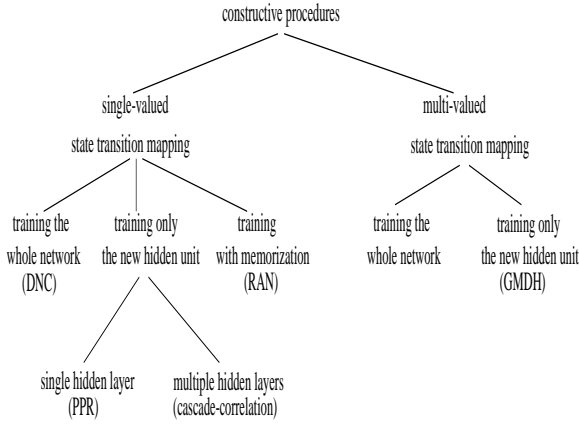 constructive procedures
single-valued
state transition mapping
multi-valued
state transition mapping
training the
whole network
(DNC)
training only
the new hidden unit
training
with memorization
(RAN)
training the
whole network
training only
the new hidden unit
(GMDH)
single hidden layer
(PPR)
multiple hidden layers
(cascade-correlation)